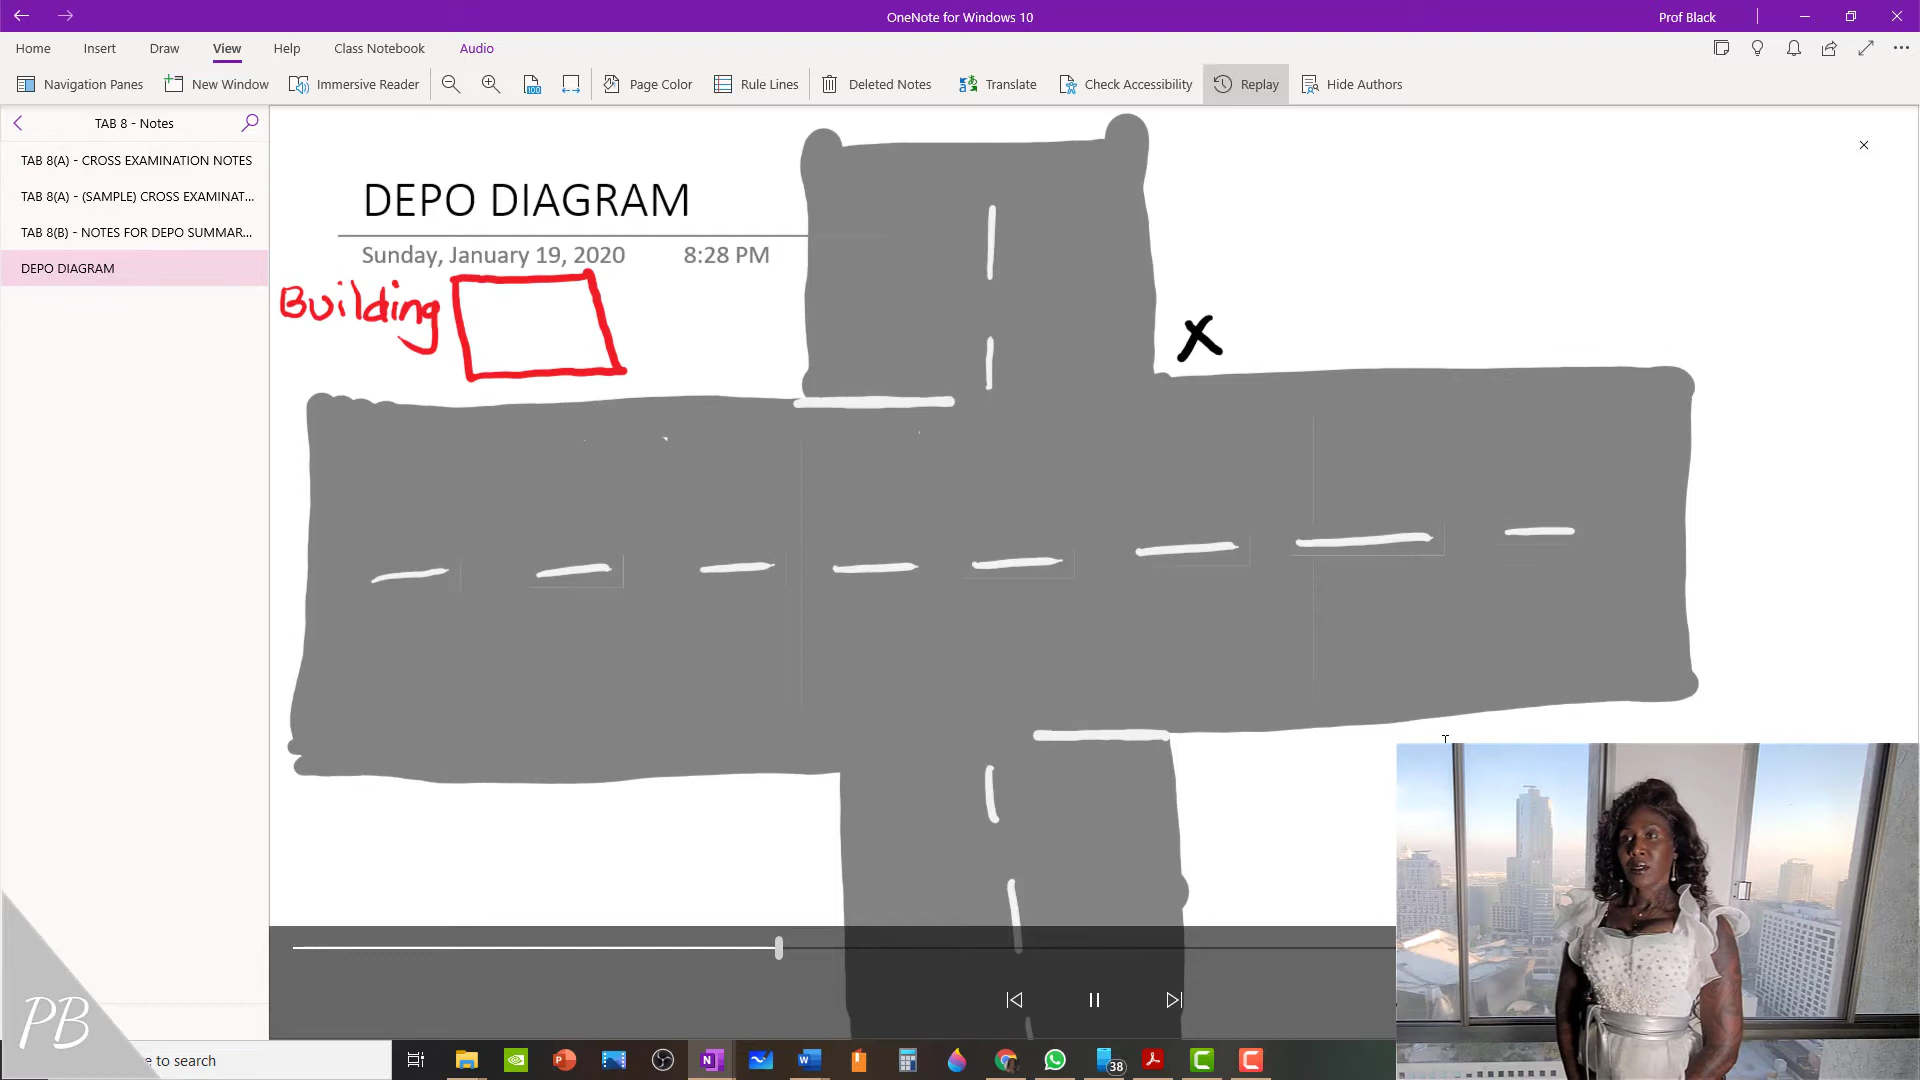 OneNote for Windows 10
Prof Black
Home Insert Draw View Help Class Notebook Audio
Navigation Panes New Window Immersive Reader 100 Page Color Rule Lines Deleted Notes Translate Check Accessibility Replay Hide Authors
TAB 8 - Notes
TAB 8(A) - CROSS EXAMINATION NOTES
TAB 8(A) - (SAMPLE) CROSS EXAMINAT...
TAB 8(B) - NOTES FOR DEPO SUMMAR...
DEPO DIAGRAM
DEPO DIAGRAM
Sunday, January 19, 2020 8:28 PM
Building
X
PB
e to search
38